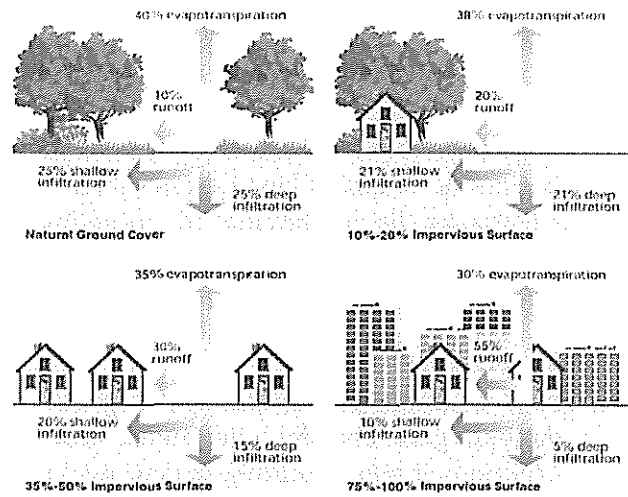 40% evapotranspiration
10%
runoff
25% shallow
infiltration
25% deep
infiltration
Natural Ground Cover
38% evapotranspiration
20%
runoff
21% shallow
infiltration
21% deep
infiltration
10%-20% Impervious Surface
35% evapotranspiration
30%
runoff
20% shallow
infiltration
15% deep
infiltration
35%-50% Impervious Surface
30% evapotranspiration
55%
runoff
10% shallow
infiltration
5% deep
infiltration
75%-100% Impervious Surface